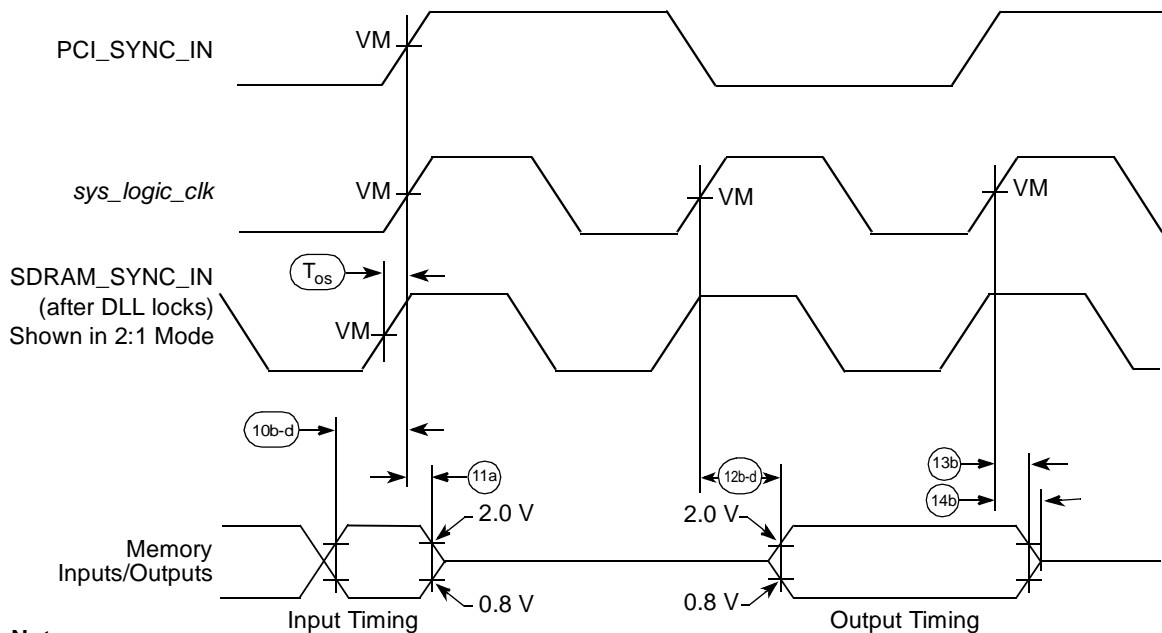 PCI_SYNC_IN
VM
sys_logic_clk
VM
VM
VM
T_os
SDRAM_SYNC_IN
(after DLL locks)
Shown in 2:1 Mode
VM
10b-d
11a
12b-d
13b
14b
2.0 V
2.0 V
Memory
Inputs/Outputs
0.8 V
0.8 V
Input Timing
Output Timing